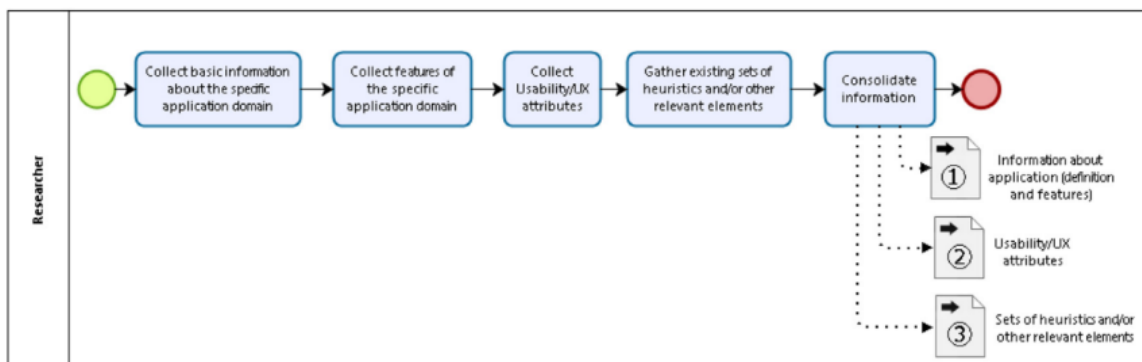 Researcher
Collect basic information
about the specific
application domain
Collect features of
the specific
application domain
Collect
Usability/UX
attributes
Gather existing sets of
heuristics and/or other
relevant elements
Consolidate
information
①
Information about
application (definition
and features)
②
Usability/UX
attributes
③
Sets of heuristics and/or
other relevant elements